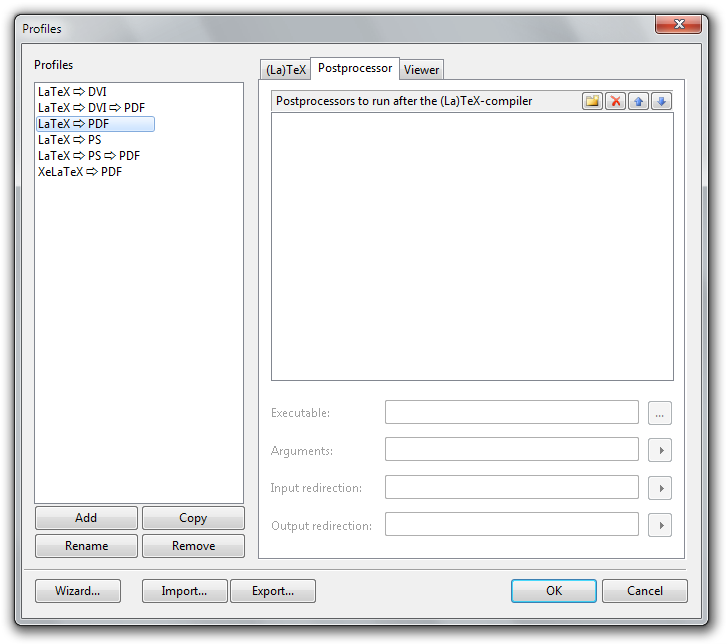 Profiles
Profiles
LaTeX ⇨ DVI
LaTeX ⇨ DVI ⇨ PDF
LaTeX ⇨ PDF
LaTeX ⇨ PS
LaTeX ⇨ PS ⇨ PDF
XeLaTeX ⇨ PDF
Add
Copy
Rename
Remove
(La)TeX
Postprocessor
Viewer
Postprocessors to run after the (La)TeX-compiler
Executable:
...
Arguments:
Input redirection:
Output redirection:
Wizard...
Import...
Export...
OK
Cancel